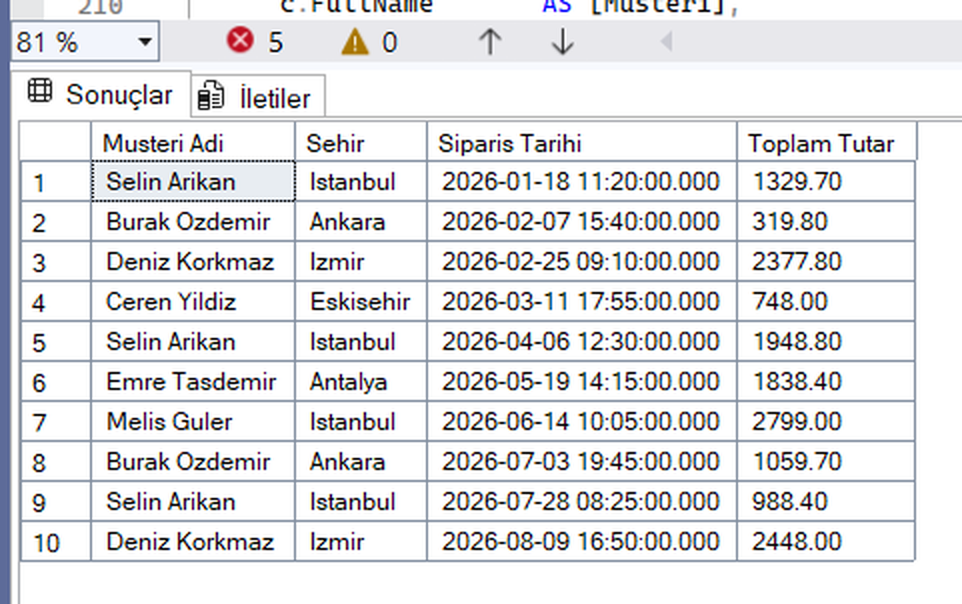 210 c.FullName AS [Musteri],
81 % 5 0
Sonuçlar İletiler
Musteri Adi Sehir Siparis Tarihi Toplam Tutar
1 Selin Arikan Istanbul 2026-01-18 11:20:00.000 1329.70
2 Burak Ozdemir Ankara 2026-02-07 15:40:00.000 319.80
3 Deniz Korkmaz Izmir 2026-02-25 09:10:00.000 2377.80
4 Ceren Yildiz Eskisehir 2026-03-11 17:55:00.000 748.00
5 Selin Arikan Istanbul 2026-04-06 12:30:00.000 1948.80
6 Emre Tasdemir Antalya 2026-05-19 14:15:00.000 1838.40
7 Melis Guler Istanbul 2026-06-14 10:05:00.000 2799.00
8 Burak Ozdemir Ankara 2026-07-03 19:45:00.000 1059.70
9 Selin Arikan Istanbul 2026-07-28 08:25:00.000 988.40
10 Deniz Korkmaz Izmir 2026-08-09 16:50:00.000 2448.00